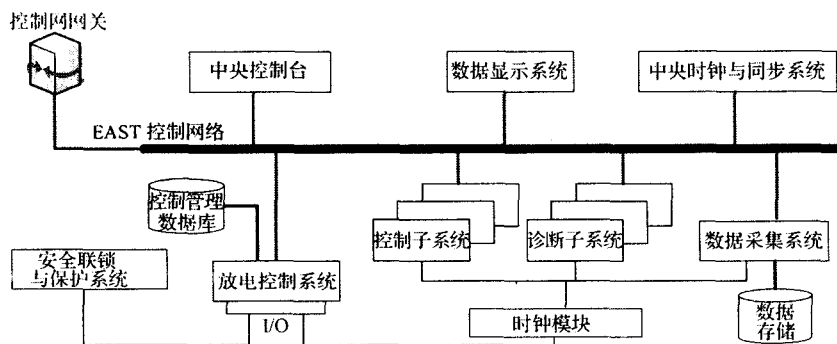 控制网网关
中央控制台
数据显示系统
中央时钟与同步系统
EAST 控制网络
控制管理
数据库
控制子系统
诊断子系统
数据采集系统
安全联锁
与保护系统
放电控制系统
I/O
时钟模块
数据
存储